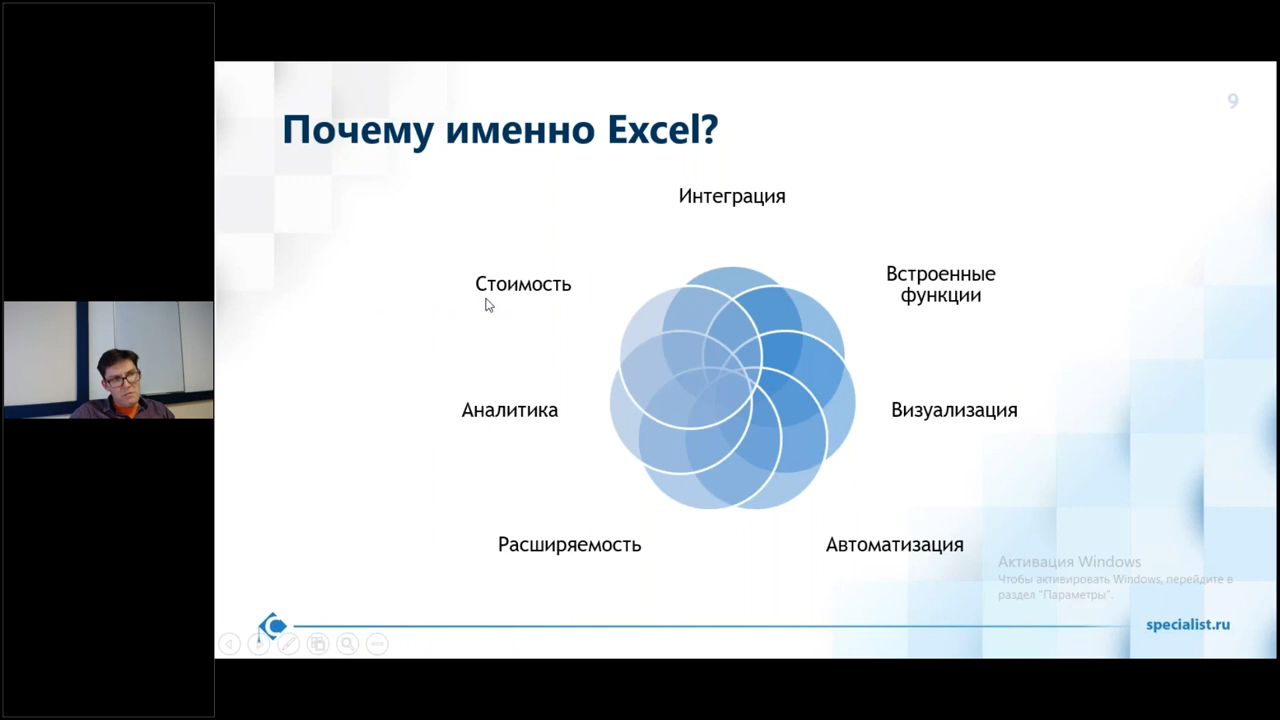 9
Почему именно Excel?
Интеграция
Стоимость
Встроенные
функции
Аналитика
Визуализация
Расширяемость
Автоматизация
Активация Windows
Чтобы активировать Windows, перейдите в
раздел "Параметры".
specialist.ru